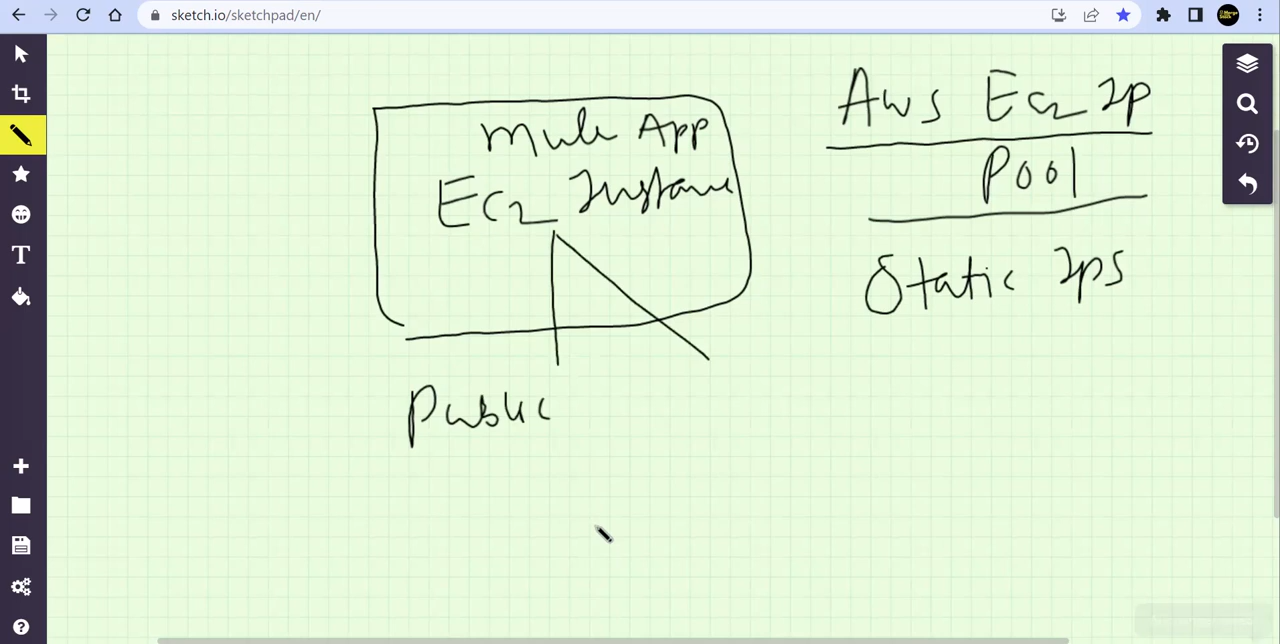 sketch.io/sketchpad/en/
Mule App
Ec2 Instance
Public
Aws Ec2 Ip
Pool
Static Ips
T
?